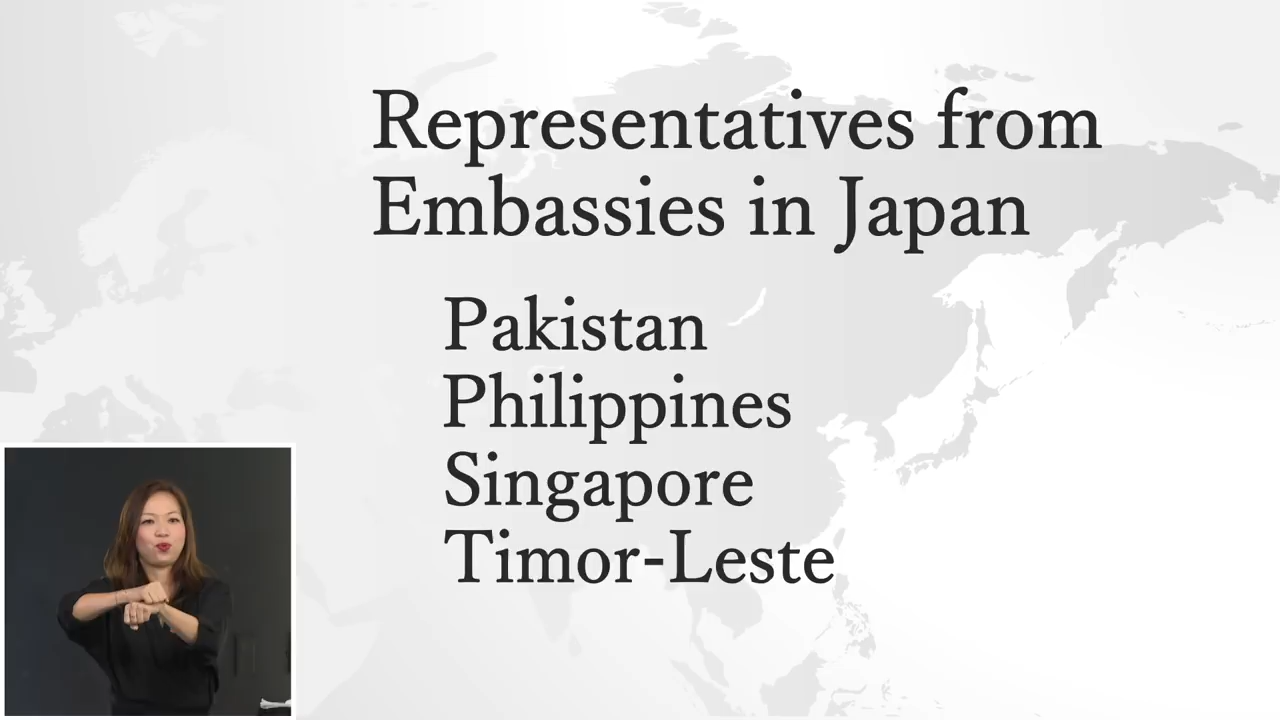 Representatives from
Embassies in Japan
Pakistan
Philippines
Singapore
Timor-Leste